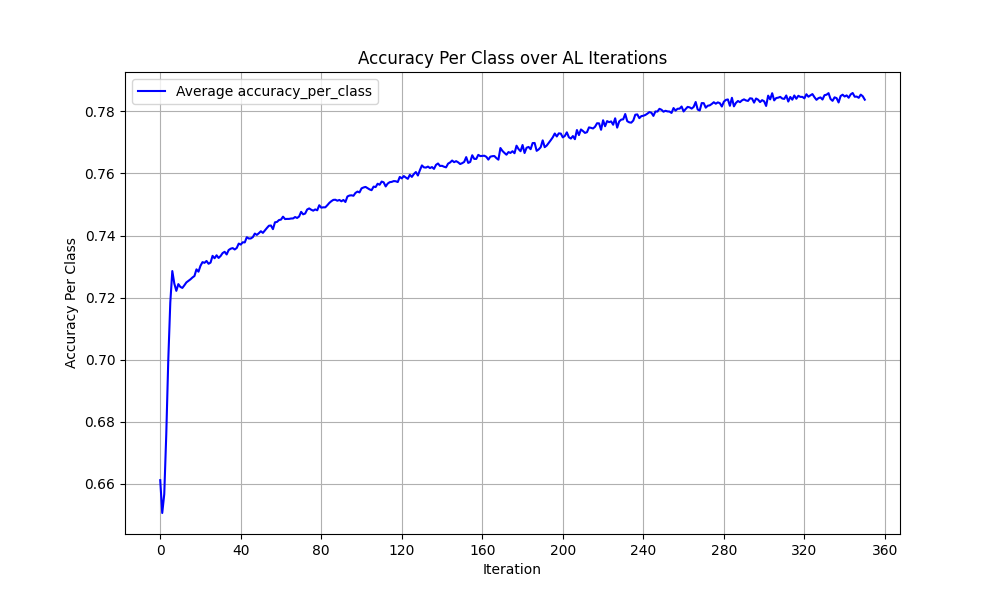 Accuracy Per Class over AL Iterations
Average accuracy_per_class
Accuracy Per Class
0.78
0.76
0.74
0.72
0.70
0.68
0.66
0 40 80 120 160 200 240 280 320 360
Iteration